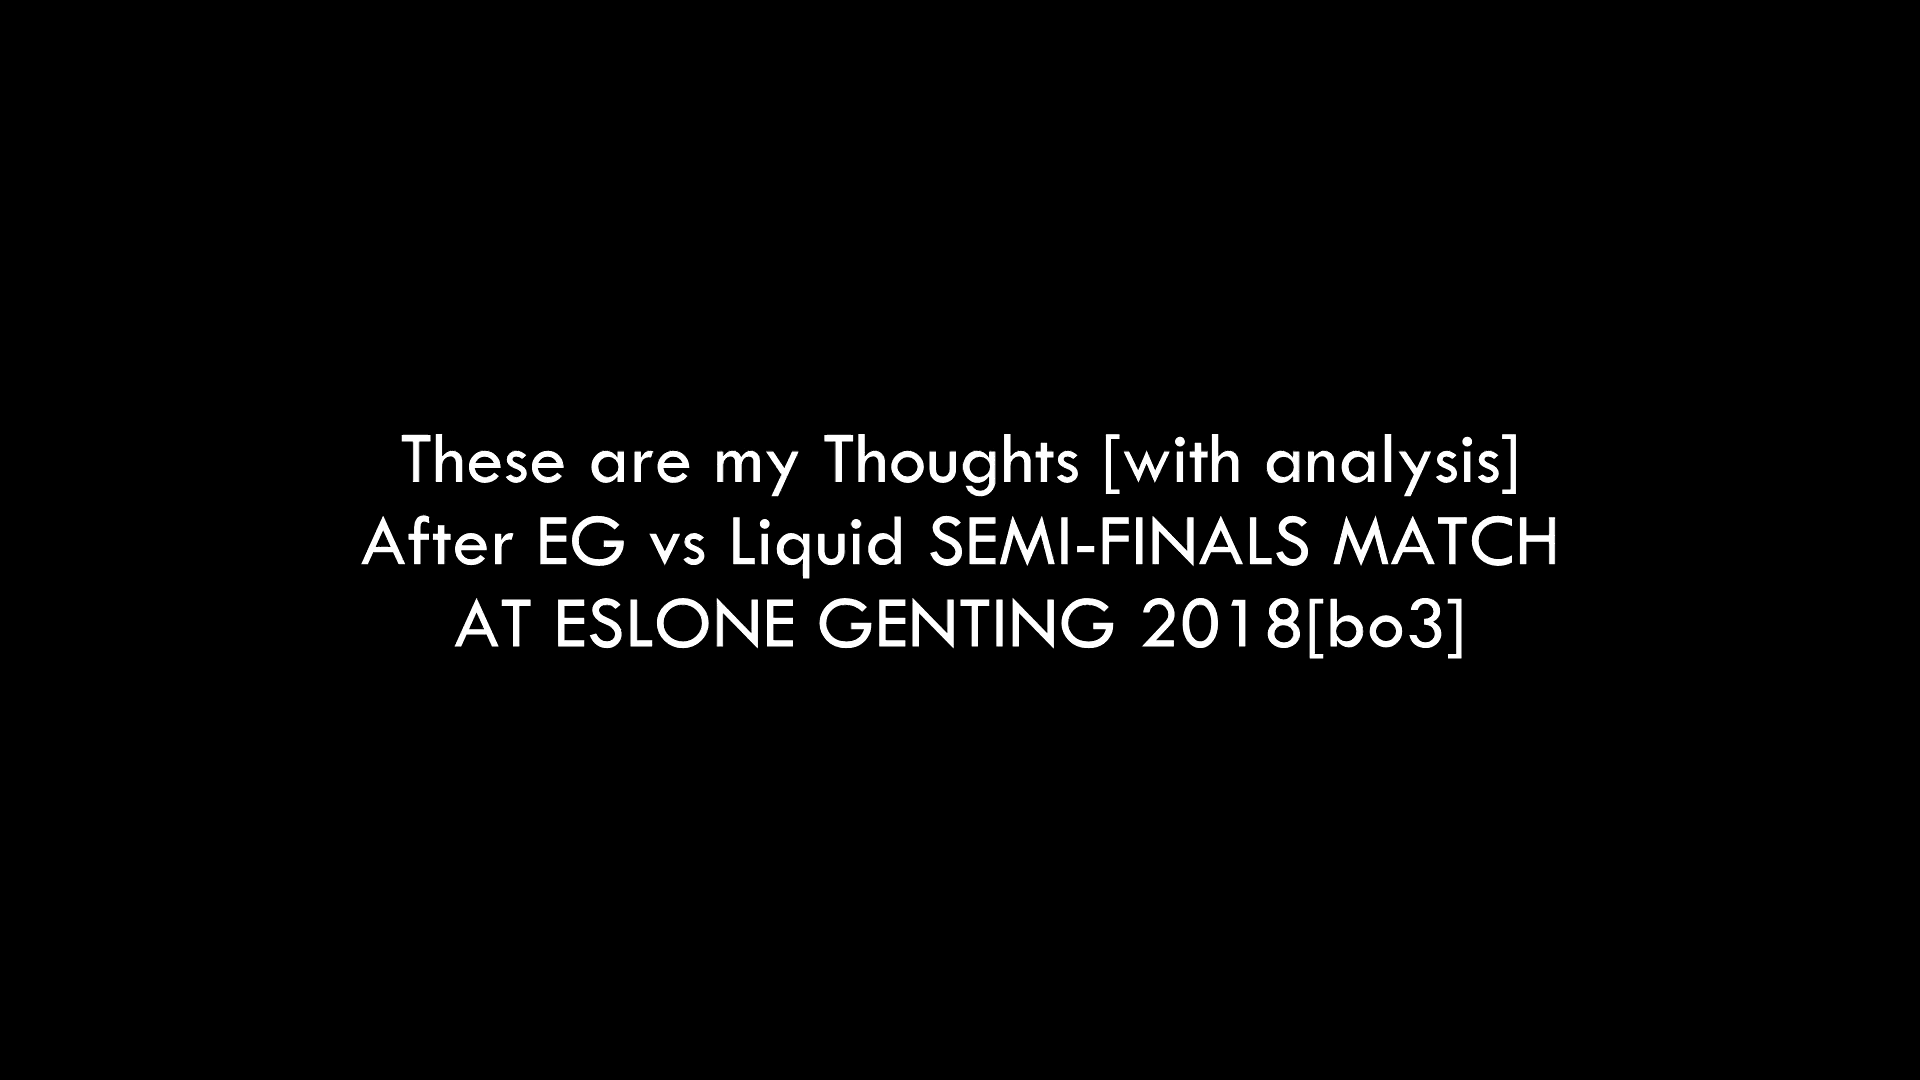 These are my Thoughts [with analysis]
After EG vs Liquid SEMI-FINALS MATCH
AT ESLONE GENTING 2018[bo3]